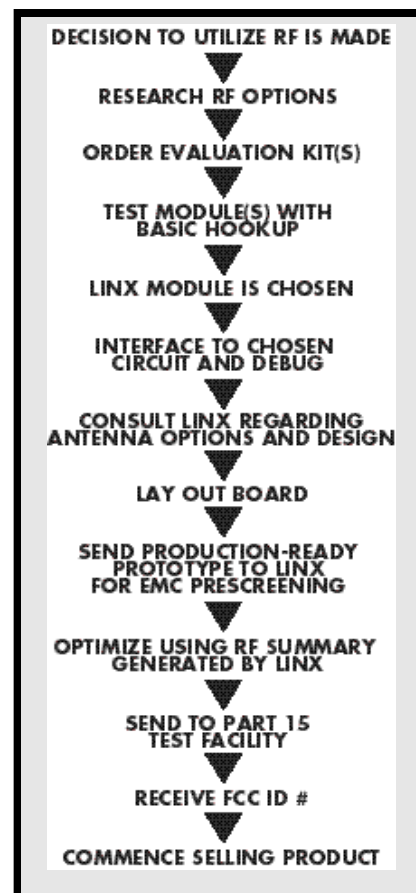 DECISION TO UTILIZE RF IS MADE
RESEARCH RF OPTIONS
ORDER EVALUATION KIT(S)
TEST MODULE(S) WITH
BASIC HOOKUP
LINX MODULE IS CHOSEN
INTERFACE TO CHOSEN
CIRCUIT AND DEBUG
CONSULT LINX REGARDING
ANTENNA OPTIONS AND DESIGN
LAY OUT BOARD
SEND PRODUCTION-READY
PROTOTYPE TO LINX
FOR EMC PRESCREENING
OPTIMIZE USING RF SUMMARY
GENERATED BY LINX
SEND TO PART 15
TEST FACILITY
RECEIVE FCC ID #
COMMENCE SELLING PRODUCT